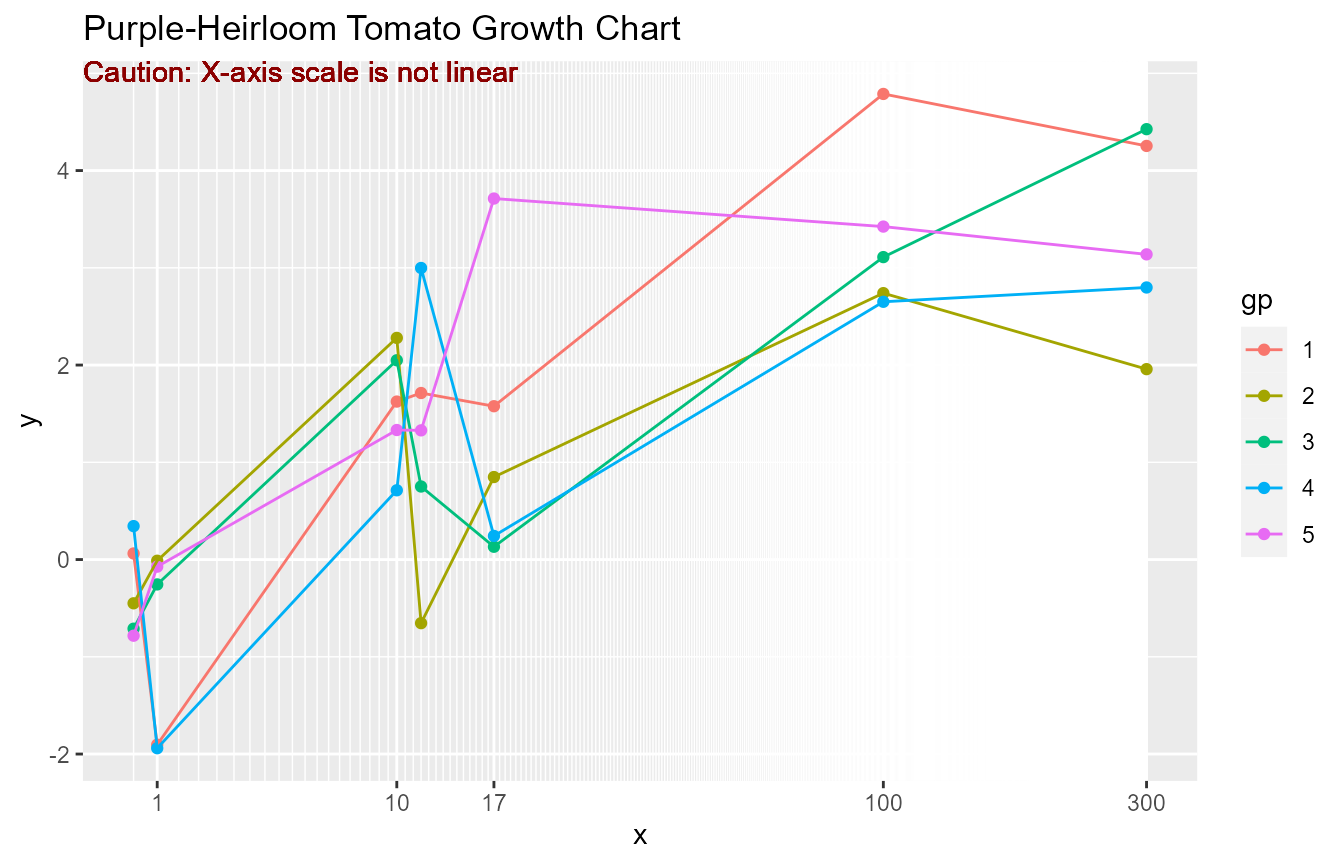 Purple-Heirloom Tomato Growth Chart
Caution: X-axis scale is not linear
4
2
0
-2
y
1 10 17 100 300
x
gp
1
2
3
4
5